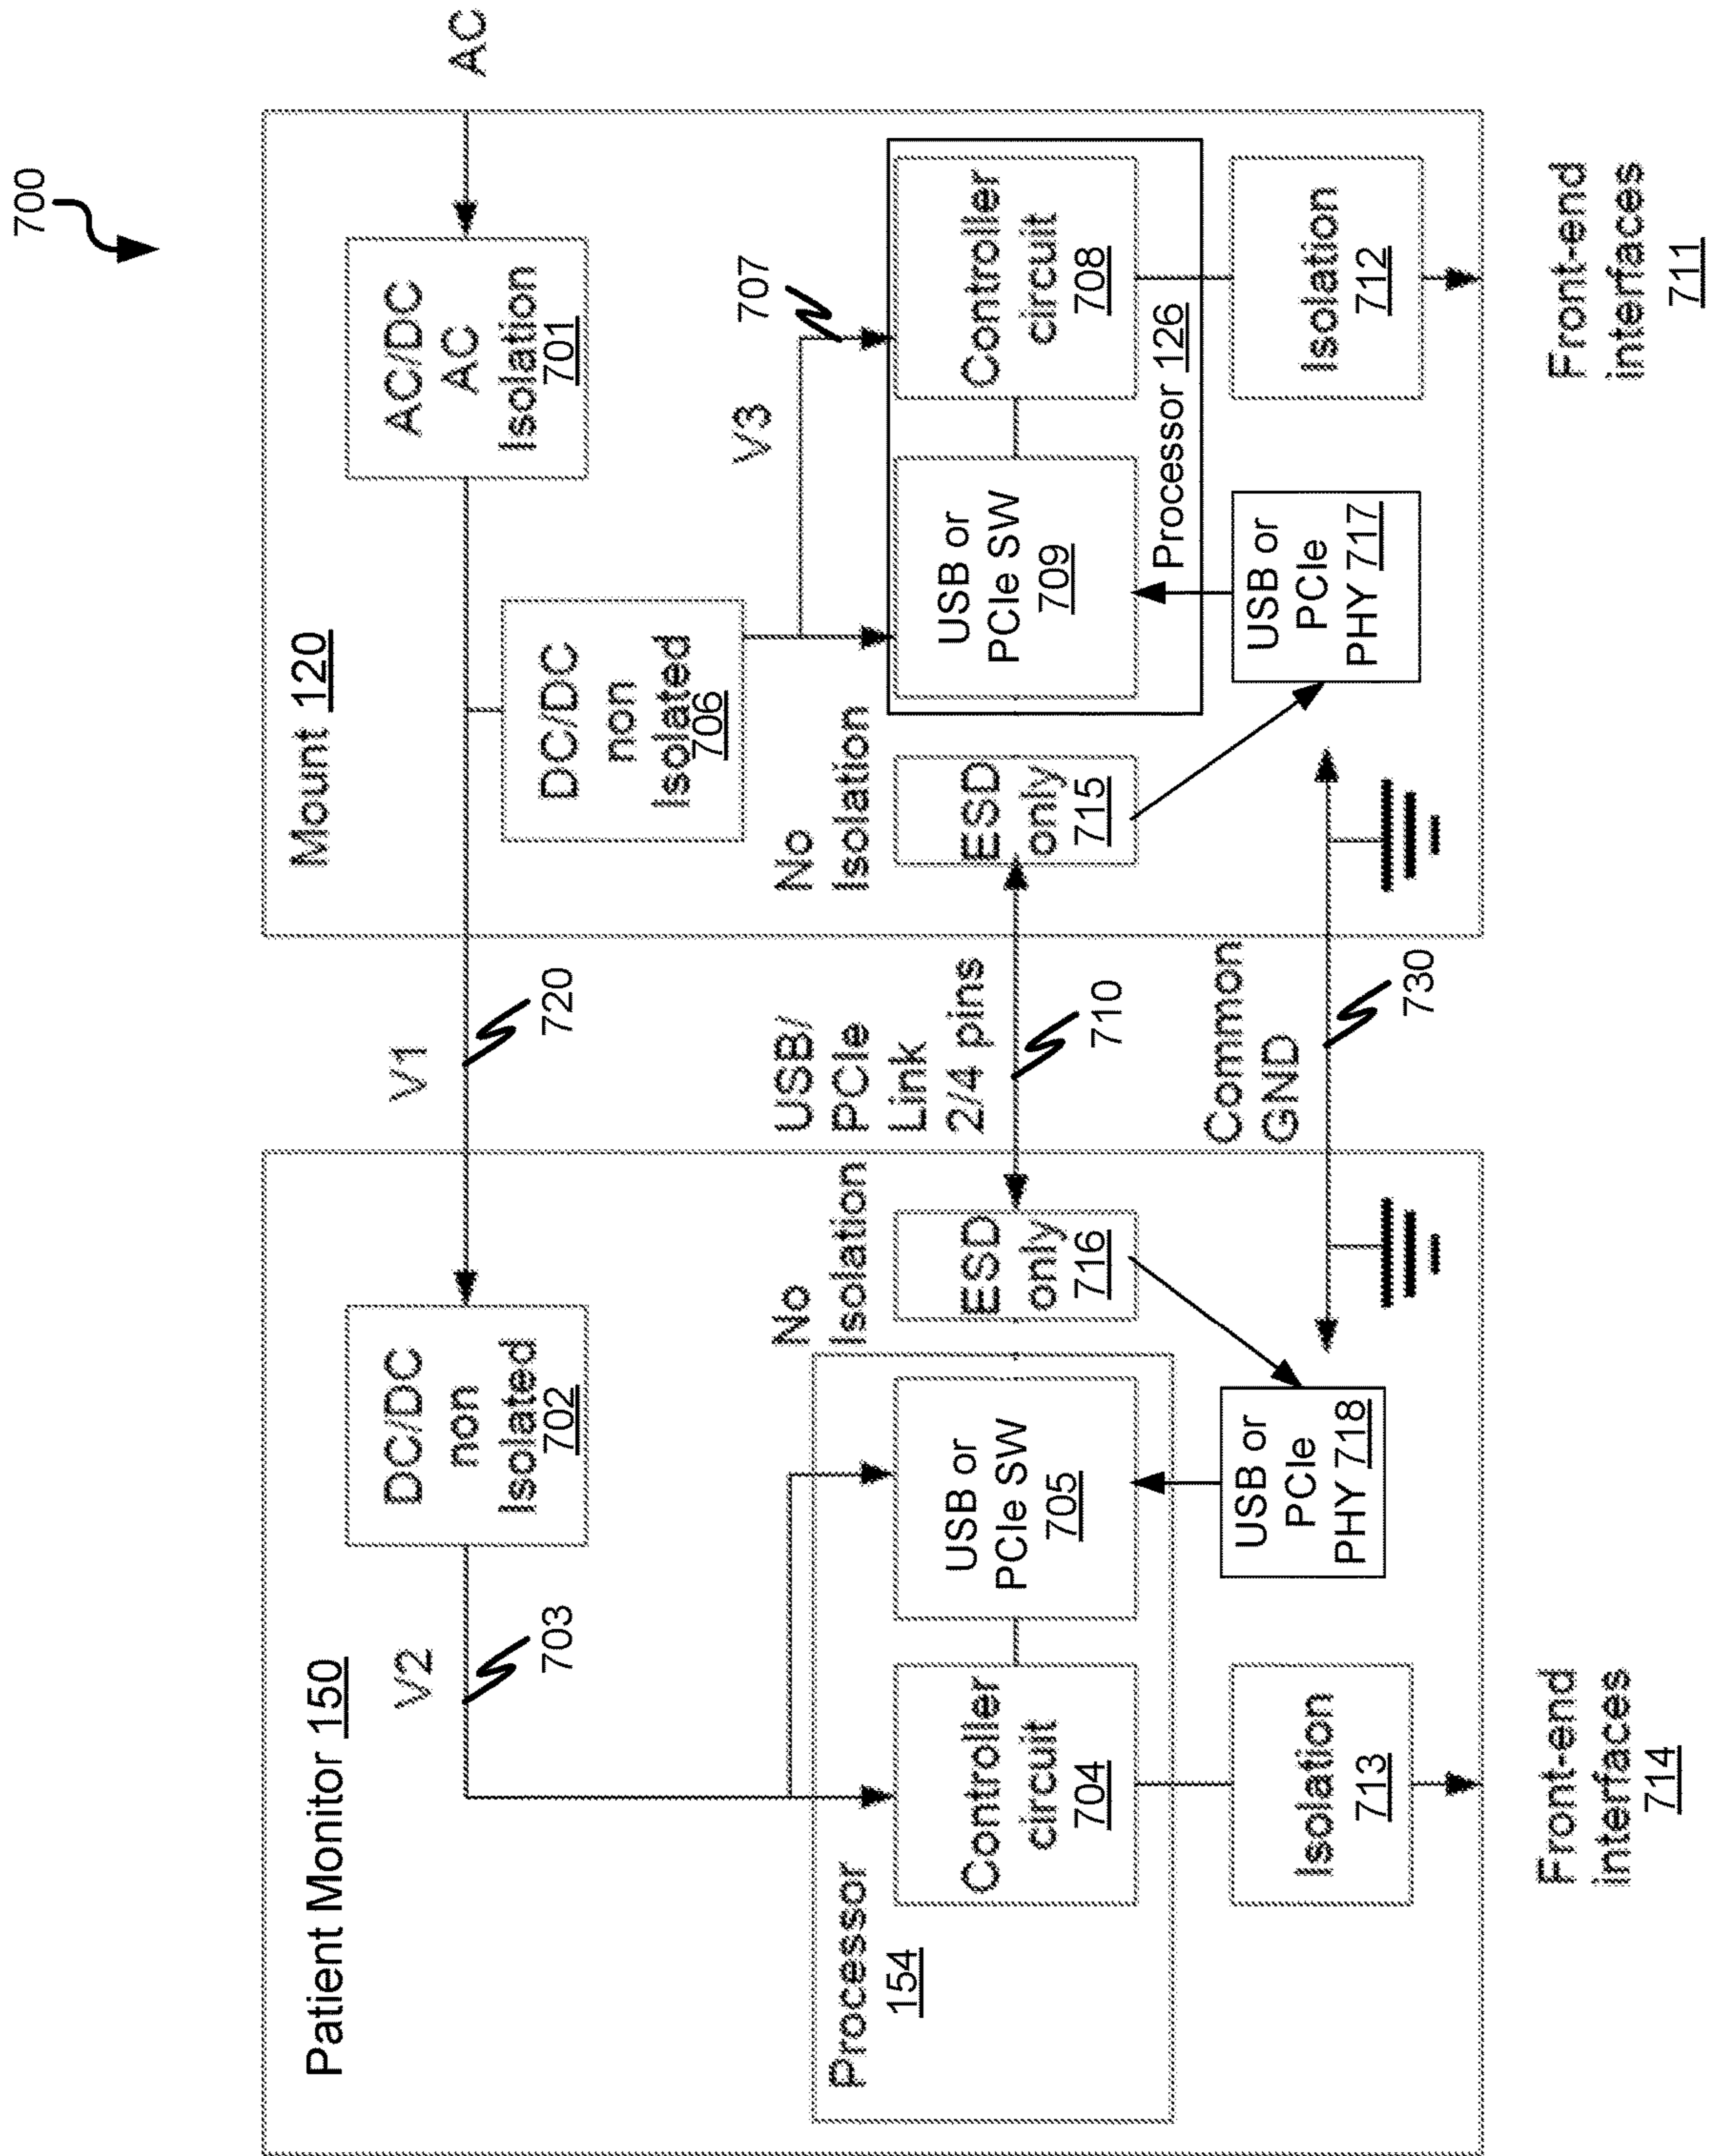 700
Patient Monitor 150
V2
703
DC/DC
non
Isolated
702
Processor
154
Controller
circuit
704
USB or
PCIe SW
705
No
Isolation
ESD
only
716
USB or
PCIe
PHY 718
Isolation
713
Front-end
interfaces
714
V1
720
USB/
PCIe
Link
2/4 pins
710
Common
GND
730
Mount 120
AC
AC/DC
AC
Isolation
701
DC/DC
non
Isolated
706
V3
707
No
Isolation
ESD
only
715
USB or
PCIe SW
709
Controller
circuit
708
Processor 126
USB or
PCIe
PHY 717
Isolation
712
Front-end
interfaces
711